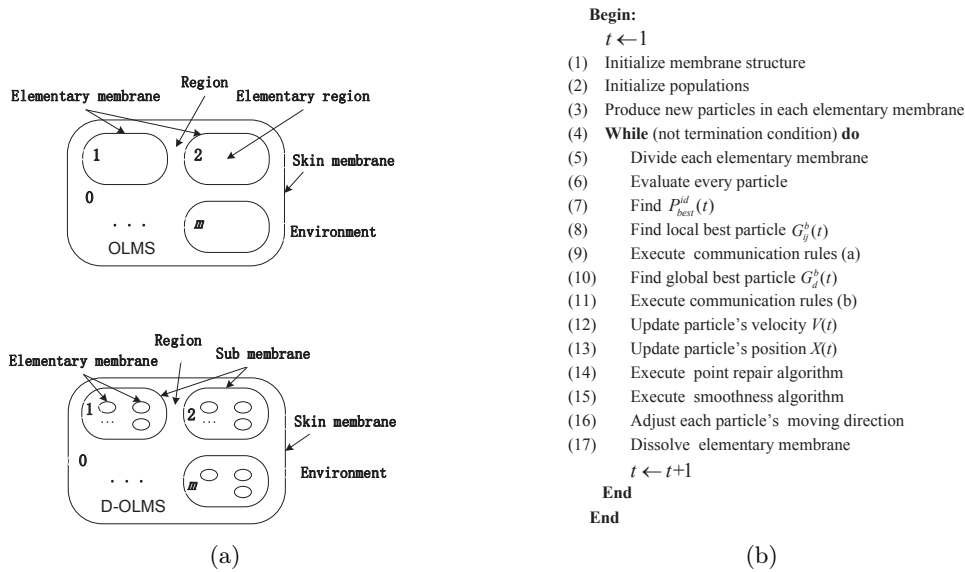 Region
Elementary membrane
Elementary region
1
2
Skin membrane
0
. . .
m
Environment
OLMS
Region
Elementary membrane
Sub membrane
1
...
2
...
Skin membrane
0
. . .
m
Environment
D-OLMS
(a)
Begin:
t ← 1
(1) Initialize membrane structure
(2) Initialize populations
(3) Produce new particles in each elementary membrane
(4) While (not termination condition) do
(5) Divide each elementary membrane
(6) Evaluate every particle
(7) Find P^{id}_{best}(t)
(8) Find local best particle G^b_{ij}(t)
(9) Execute communication rules (a)
(10) Find global best particle G^b_d(t)
(11) Execute communication rules (b)
(12) Update particle's velocity V(t)
(13) Update particle's position X(t)
(14) Execute point repair algorithm
(15) Execute smoothness algorithm
(16) Adjust each particle's moving direction
(17) Dissolve elementary membrane
t ← t+1
End
End
(b)